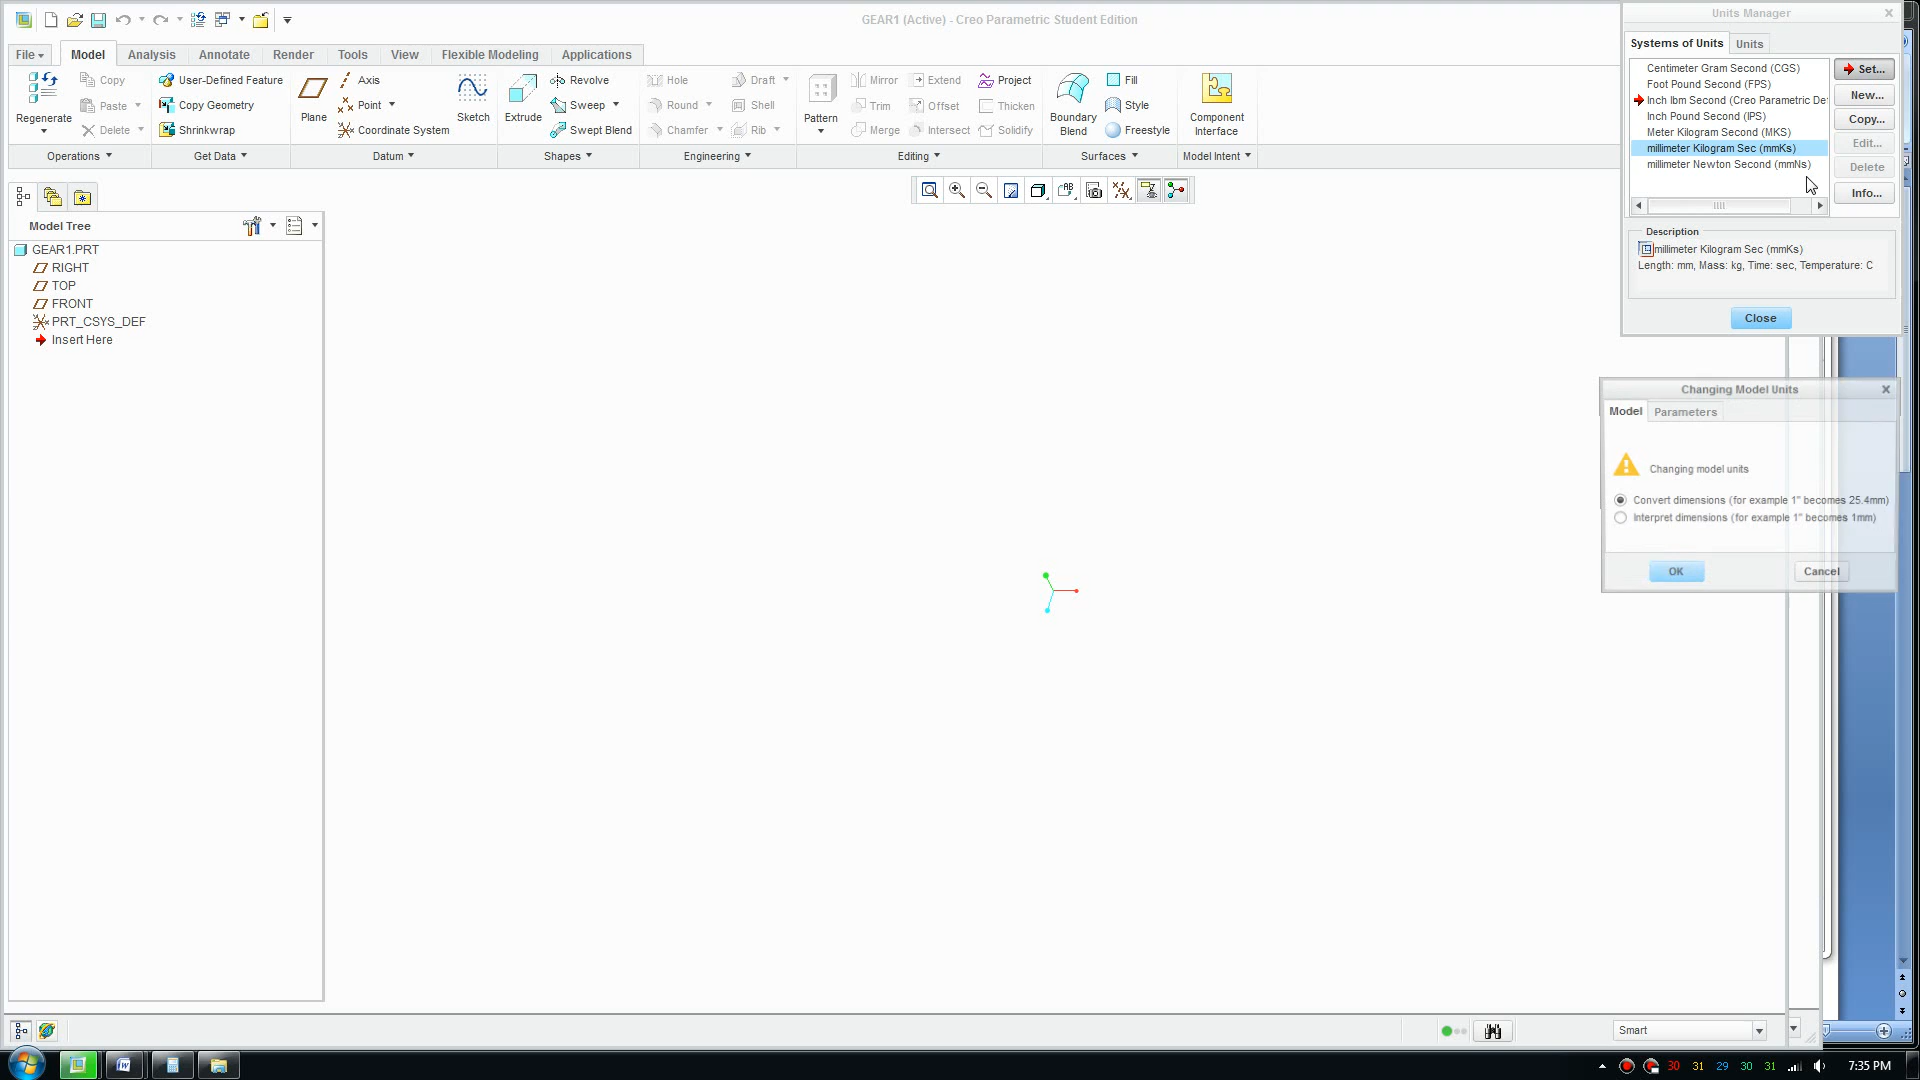 GEAR1 (Active) - Creo Parametric Student Edition
File
Model
Analysis
Annotate
Render
Tools
View
Flexible Modeling
Applications
Regenerate
Copy
Paste
Delete
User-Defined Feature
Copy Geometry
Shrinkwrap
Plane
Axis
Point
Coordinate System
Sketch
Extrude
Revolve
Sweep
Swept Blend
Hole
Round
Chamfer
Draft
Shell
Rib
Pattern
Mirror
Trim
Merge
Extend
Offset
Intersect
Project
Thicken
Solidify
Boundary
Blend
Fill
Style
Freestyle
Component
Interface
Operations
Get Data
Datum
Shapes
Engineering
Editing
Surfaces
Model Intent
Model Tree
GEAR1.PRT
RIGHT
TOP
FRONT
PRT_CSYS_DEF
Insert Here
Units Manager
Systems of Units
Units
Centimeter Gram Second (CGS)
Foot Pound Second (FPS)
Inch lbm Second (Creo Parametric De
Inch Pound Second (IPS)
Meter Kilogram Second (MKS)
millimeter Kilogram Sec (mmKs)
millimeter Newton Second (mmNs)
Set...
New...
Copy...
Edit...
Delete
Info...
Description
millimeter Kilogram Sec (mmKs)
Length: mm, Mass: kg, Time: sec, Temperature: C
Close
Changing Model Units
Model
Parameters
Changing model units
Convert dimensions (for example 1" becomes 25.4mm)
Interpret dimensions (for example 1" becomes 1mm)
OK
Cancel
Smart
30 31 29 30 31
7:35 PM